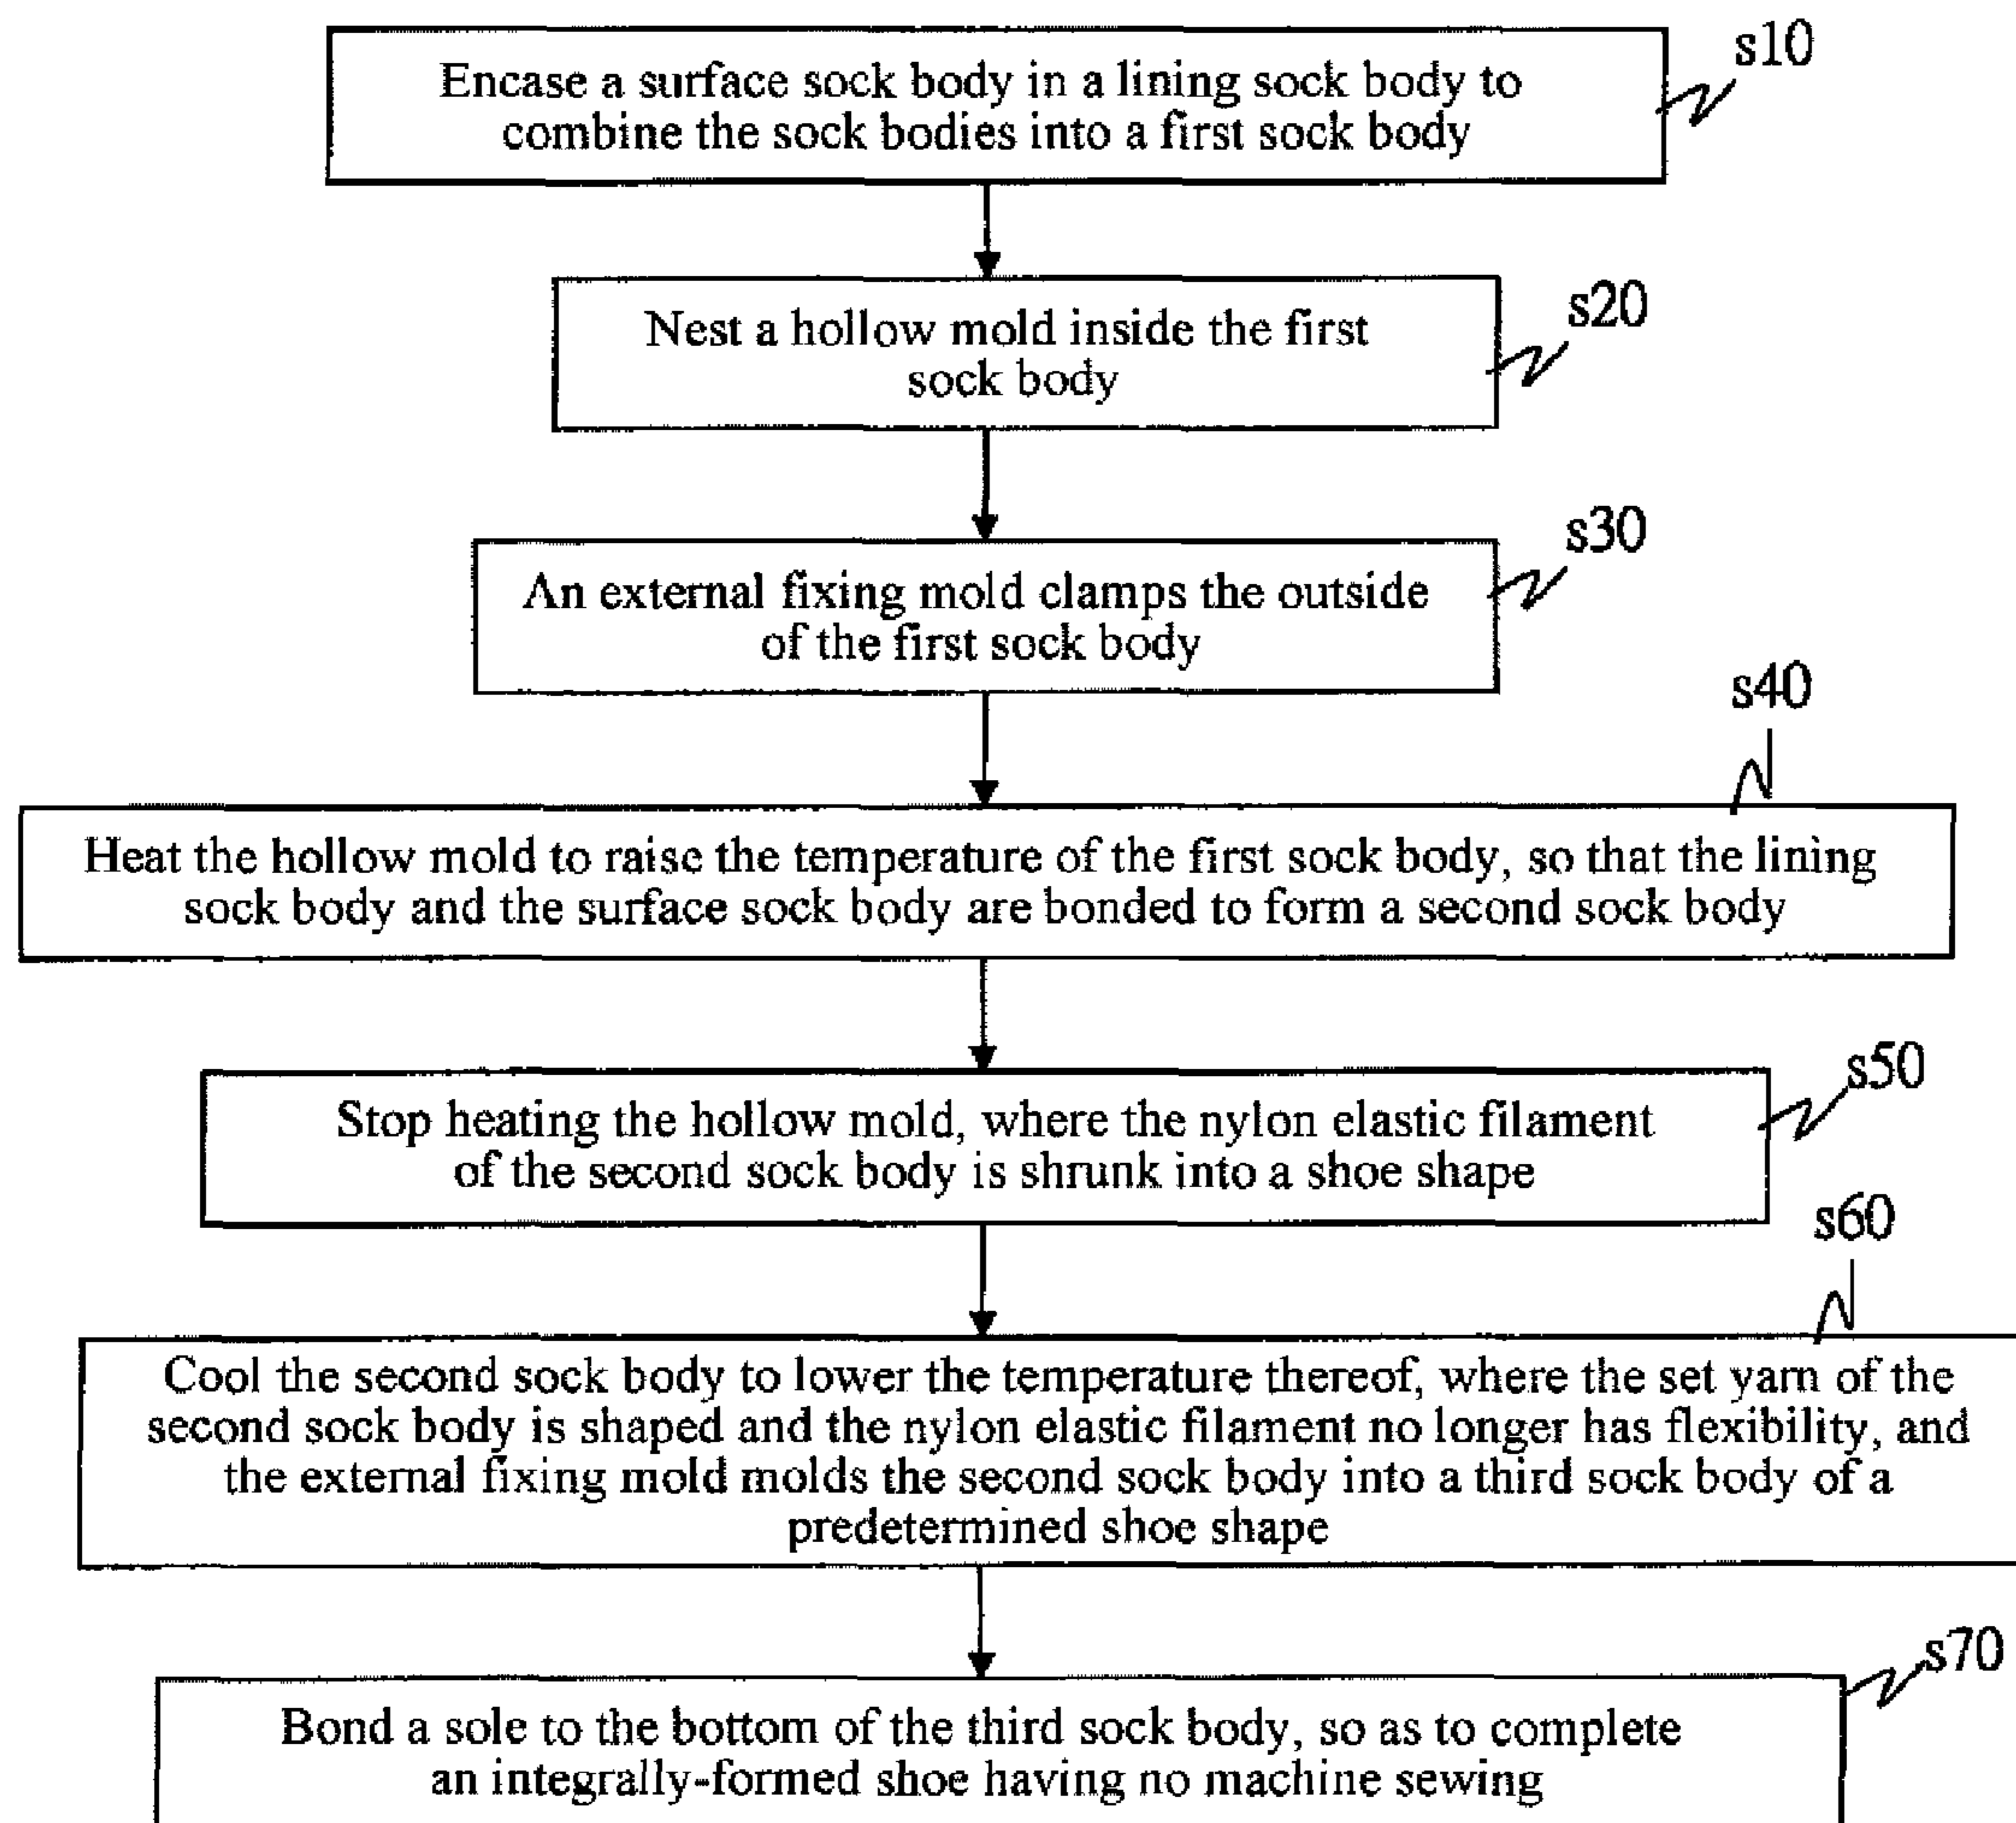 Encase a surface sock body in a lining sock body to
combine the sock bodies into a first sock body
s10
Nest a hollow mold inside the first
sock body
s20
An external fixing mold clamps the outside
of the first sock body
s30
s40
Heat the hollow mold to raise the temperature of the first sock body, so that the lining
sock body and the surface sock body are bonded to form a second sock body
Stop heating the hollow mold, where the nylon elastic filament
of the second sock body is shrunk into a shoe shape
s50
s60
Cool the second sock body to lower the temperature thereof, where the set yarn of the
second sock body is shaped and the nylon elastic filament no longer has flexibility, and
the external fixing mold molds the second sock body into a third sock body of a
predetermined shoe shape
s70
Bond a sole to the bottom of the third sock body, so as to complete
an integrally-formed shoe having no machine sewing